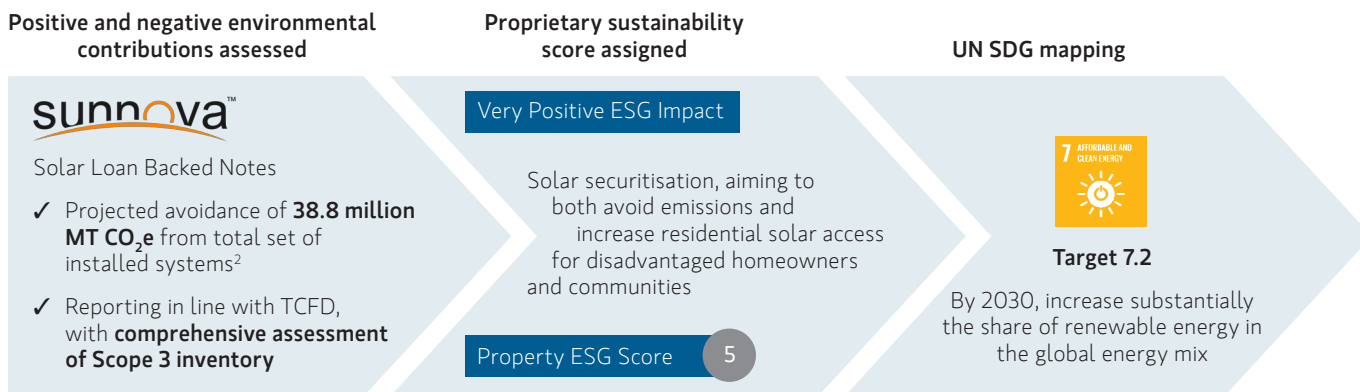 Positive and negative environmental
contributions assessed
sunnova™
Solar Loan Backed Notes
✓ Projected avoidance of 38.8 million
MT CO₂e from total set of
installed systems²
✓ Reporting in line with TCFD,
with comprehensive assessment
of Scope 3 inventory
Proprietary sustainability
score assigned
Very Positive ESG Impact
Solar securitisation, aiming to
both avoid emissions and
increase residential solar access
for disadvantaged homeowners
and communities
Property ESG Score 5
UN SDG mapping
7 AFFORDABLE AND
CLEAN ENERGY
Target 7.2
By 2030, increase substantially
the share of renewable energy in
the global energy mix